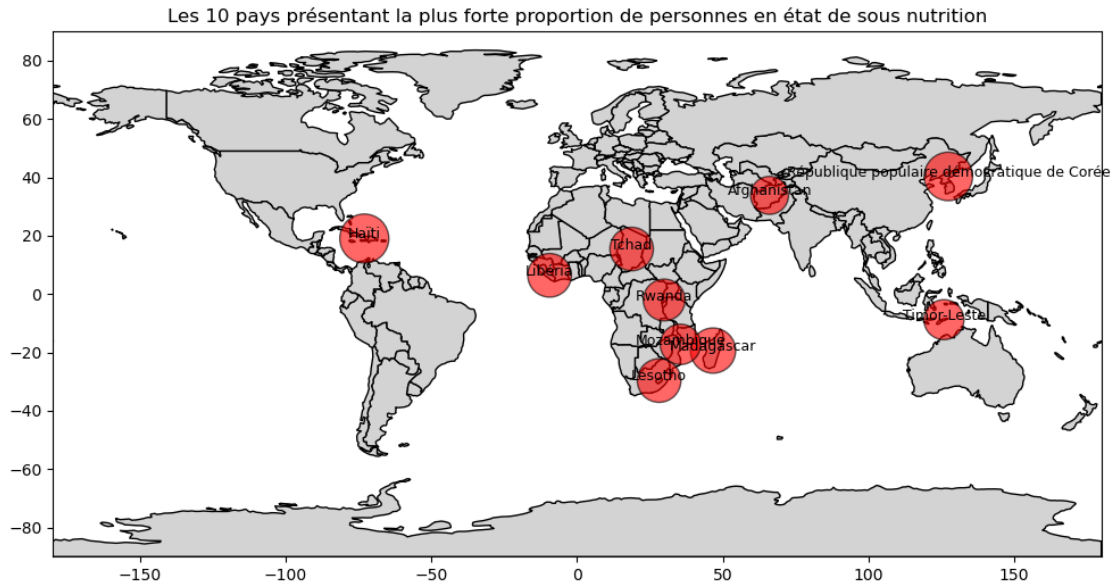 Les 10 pays présentant la plus forte proportion de personnes en état de sous nutrition
80
60
40
20
0
−20
−40
−60
−80
République populaire démocratique de Corée
Afghanistan
Haïti
Tchad
Libéria
Rwanda
Timor-Leste
Mozambique
Madagascar
Lesotho
−150
−100
−50
0
50
100
150